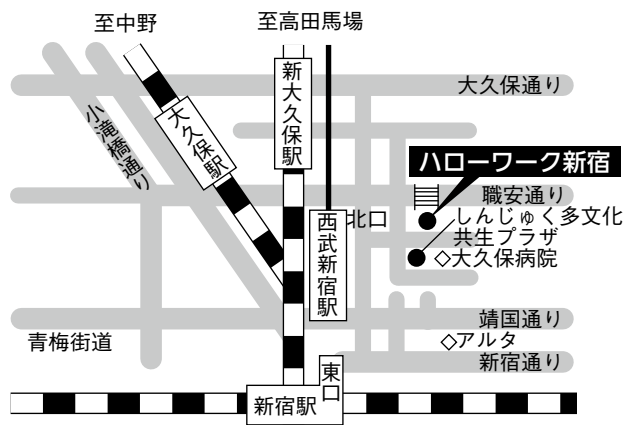 至中野
至高田馬場
大久保通り
新大久保駅
大久保駅
小滝橋通り
ハローワーク新宿
職安通り
北口
しんじゅく多文化
共生プラザ
◇大久保病院
西武新宿駅
靖国通り
青梅街道
◇アルタ
新宿通り
東口
新宿駅